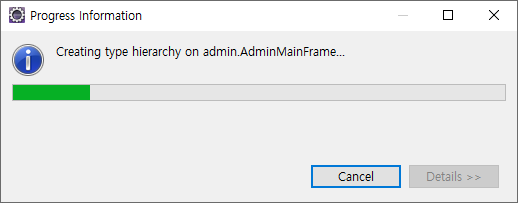 Progress Information
Creating type hierarchy on admin.AdminMainFrame...
Cancel
Details >>